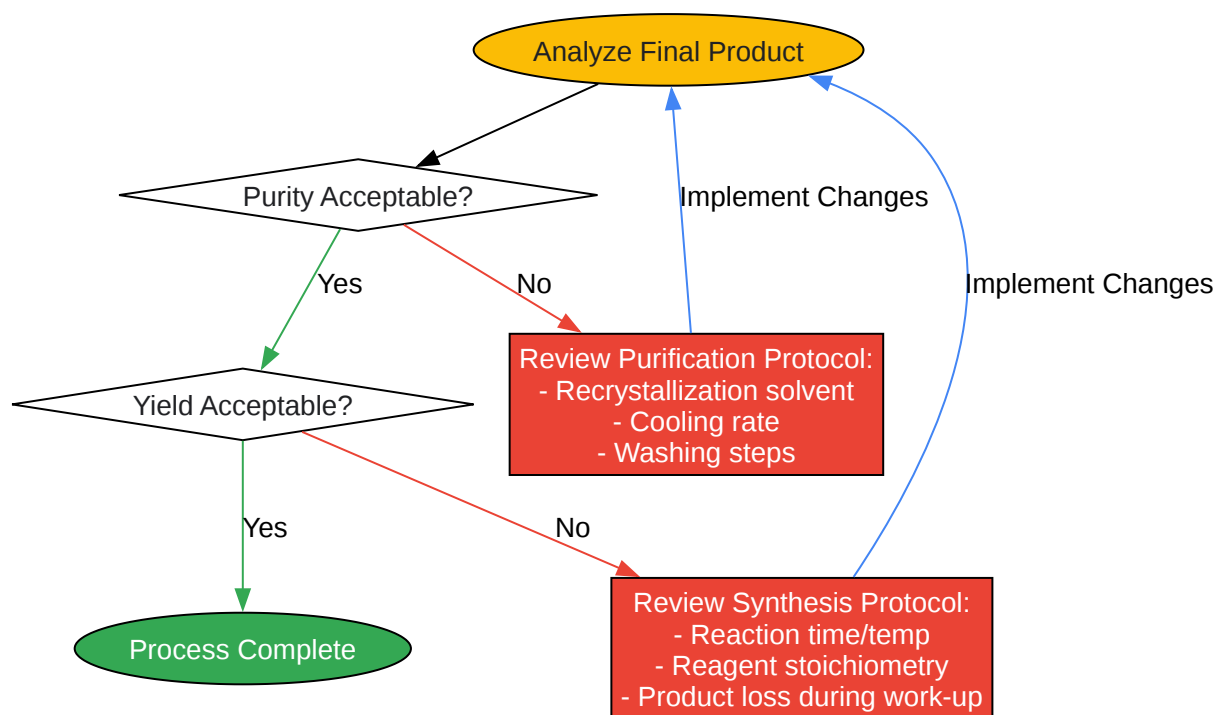 Analyze Final Product
Purity Acceptable?
Implement Changes
Yes
No
Implement Changes
Review Purification Protocol:
- Recrystallization solvent
- Cooling rate
- Washing steps
Yield Acceptable?
Yes
No
Review Synthesis Protocol:
- Reaction time/temp
- Reagent stoichiometry
- Product loss during work-up
Process Complete